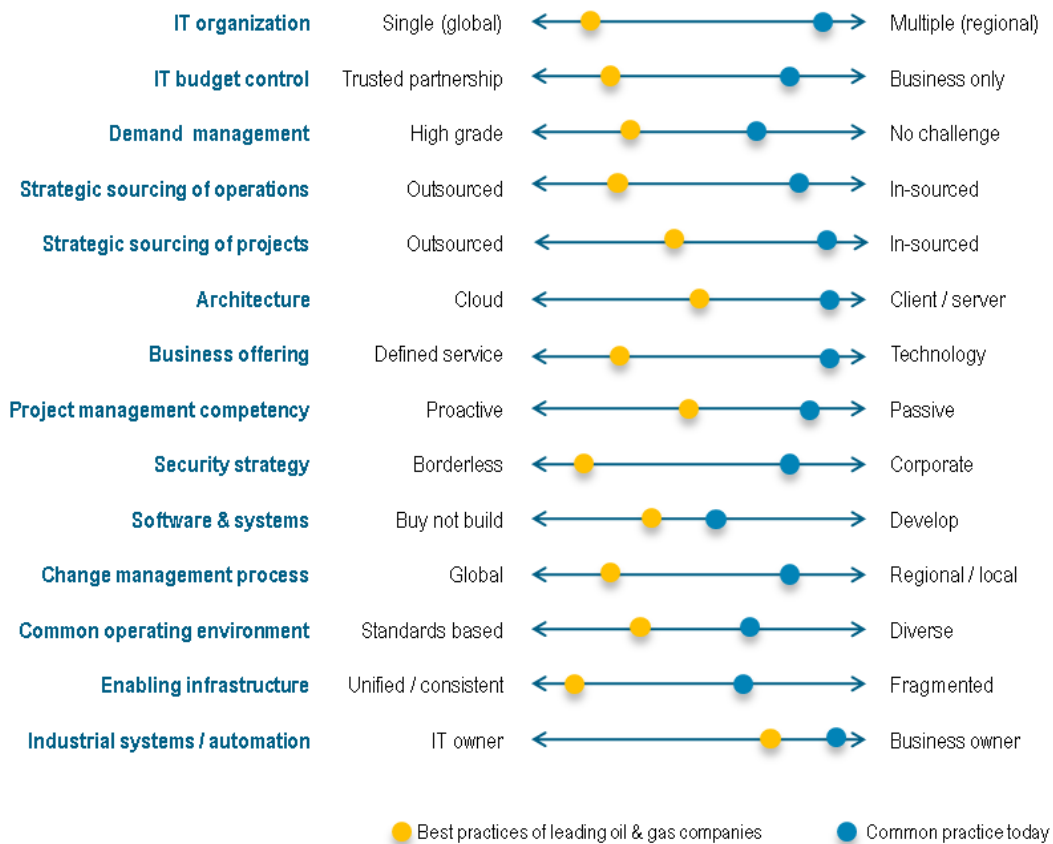 IT organization Single (global) Multiple (regional)
IT budget control Trusted partnership Business only
Demand management High grade No challenge
Strategic sourcing of operations Outsourced In-sourced
Strategic sourcing of projects Outsourced In-sourced
Architecture Cloud Client / server
Business offering Defined service Technology
Project management competency Proactive Passive
Security strategy Borderless Corporate
Software & systems Buy not build Develop
Change management process Global Regional / local
Common operating environment Standards based Diverse
Enabling infrastructure Unified / consistent Fragmented
Industrial systems / automation IT owner Business owner
Best practices of leading oil & gas companies Common practice today